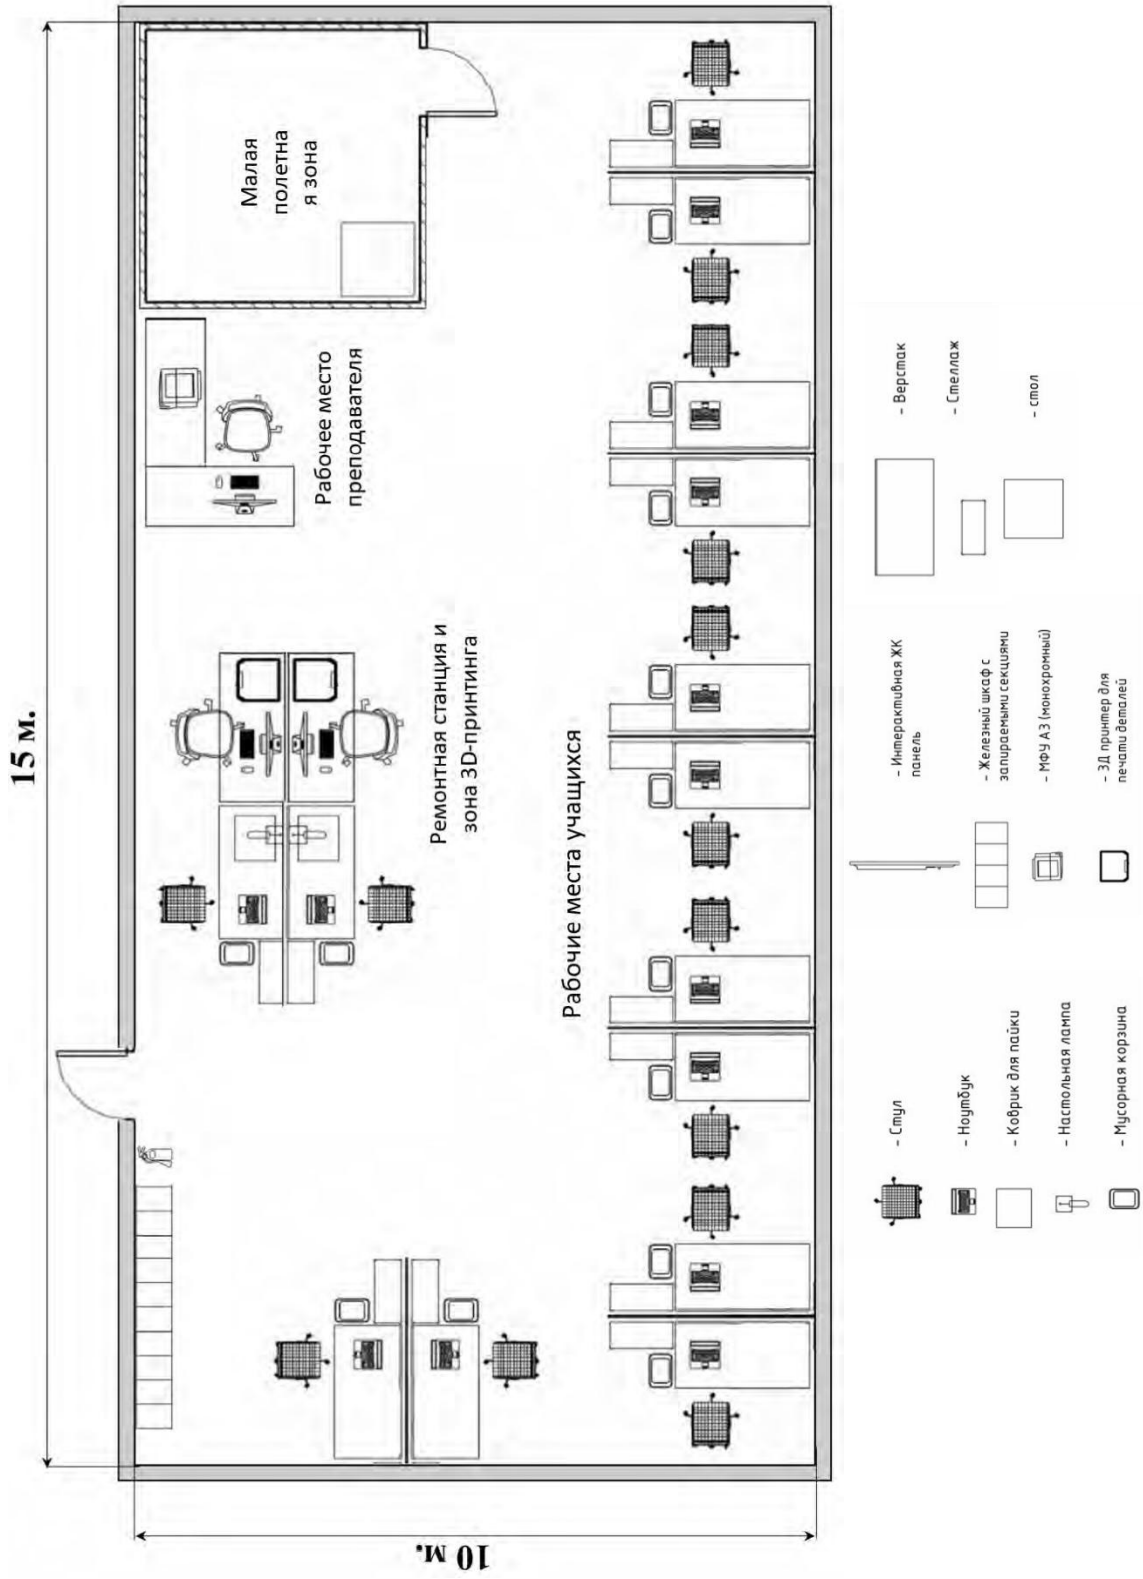 15 м.
10 м.
Малая
полетна
я зона
Рабочее место
преподавателя
Ремонтная станция и
зона 3D-принтинга
Рабочие места учащихся
- Стул
- Ноутбук
- Коврик для пайки
- Настольная лампа
- Мусорная корзина
- Интерактивная ЖК
панель
- Железный шкаф с
запираемыми секциями
- МФУ А3 (монохромный)
- 3Д принтер для
печати деталей
- Верстак
- Стеллаж
- стол